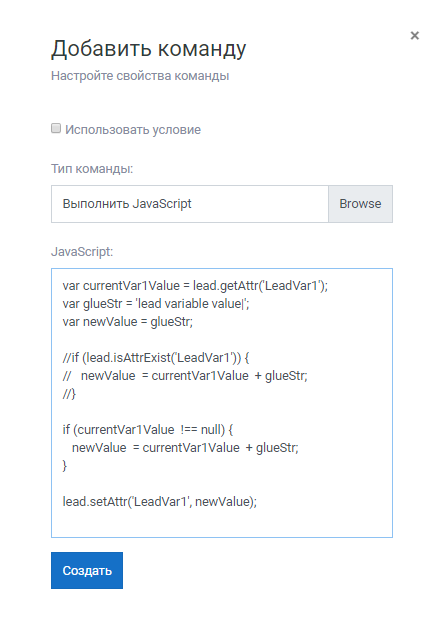 ×
Добавить команду
Настройте свойства команды
Использовать условие
Тип команды:
Выполнить JavaScript Browse
JavaScript:
var currentVar1Value = lead.getAttr('LeadVar1');
var glueStr = 'lead variable value|';
var newValue = glueStr;
//if (lead.isAttrExist('LeadVar1')) {
//   newValue  = currentVar1Value  + glueStr;
//}
if (currentVar1Value  !== null) {
   newValue  = currentVar1Value  + glueStr;
}
lead.setAttr('LeadVar1', newValue);
Создать